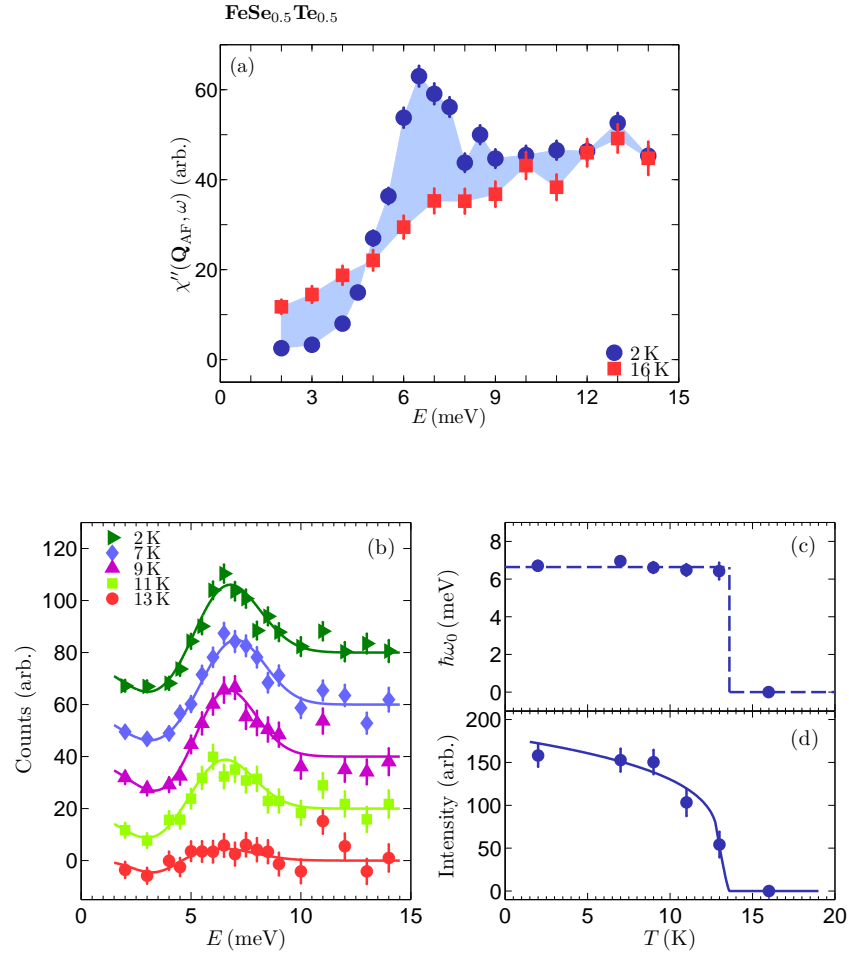 FeSe0.5Te0.5
(a)
60
40
20
0
χ′′(QAF, ω) (arb.)
2 K
16 K
0 3 6 9 12 15
E (meV)
(b)
2 K
7 K
9 K
11 K
13 K
120
100
80
60
40
20
0
Counts (arb.)
0 5 10 15
E (meV)
(c)
8
6
4
2
0
ℏω0 (meV)
(d)
200
150
100
50
0
Intensity (arb.)
0 5 10 15 20
T (K)